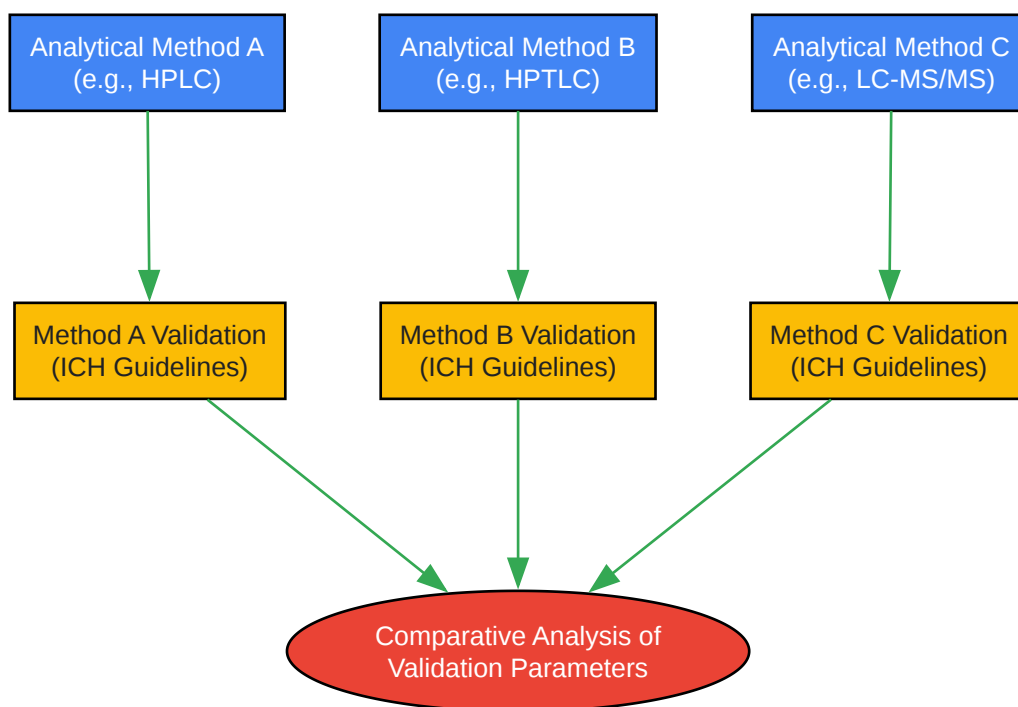 Analytical Method A
(e.g., HPLC)
Analytical Method B
(e.g., HPTLC)
Analytical Method C
(e.g., LC-MS/MS)
Method A Validation
(ICH Guidelines)
Method B Validation
(ICH Guidelines)
Method C Validation
(ICH Guidelines)
Comparative Analysis of
Validation Parameters